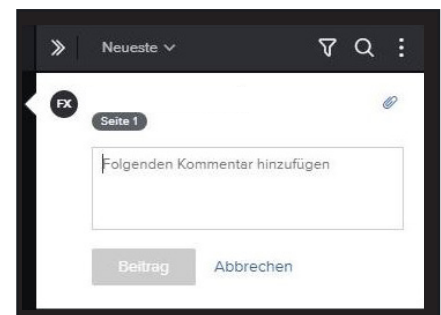 Neueste
FX
Seite 1
Folgenden Kommentar hinzufügen
Beitrag
Abbrechen